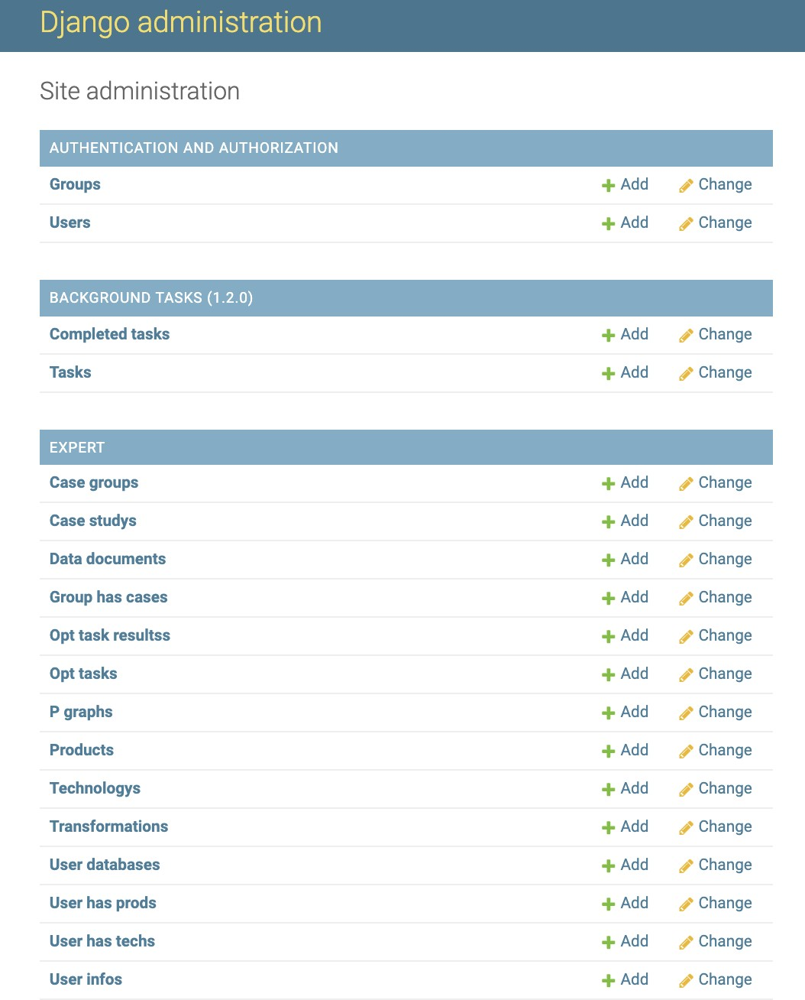 Django administration
Site administration
AUTHENTICATION AND AUTHORIZATION
Groups Add Change
Users Add Change
BACKGROUND TASKS (1.2.0)
Completed tasks Add Change
Tasks Add Change
EXPERT
Case groups Add Change
Case studys Add Change
Data documents Add Change
Group has cases Add Change
Opt task resultss Add Change
Opt tasks Add Change
P graphs Add Change
Products Add Change
Technologys Add Change
Transformations Add Change
User databases Add Change
User has prods Add Change
User has techs Add Change
User infos Add Change